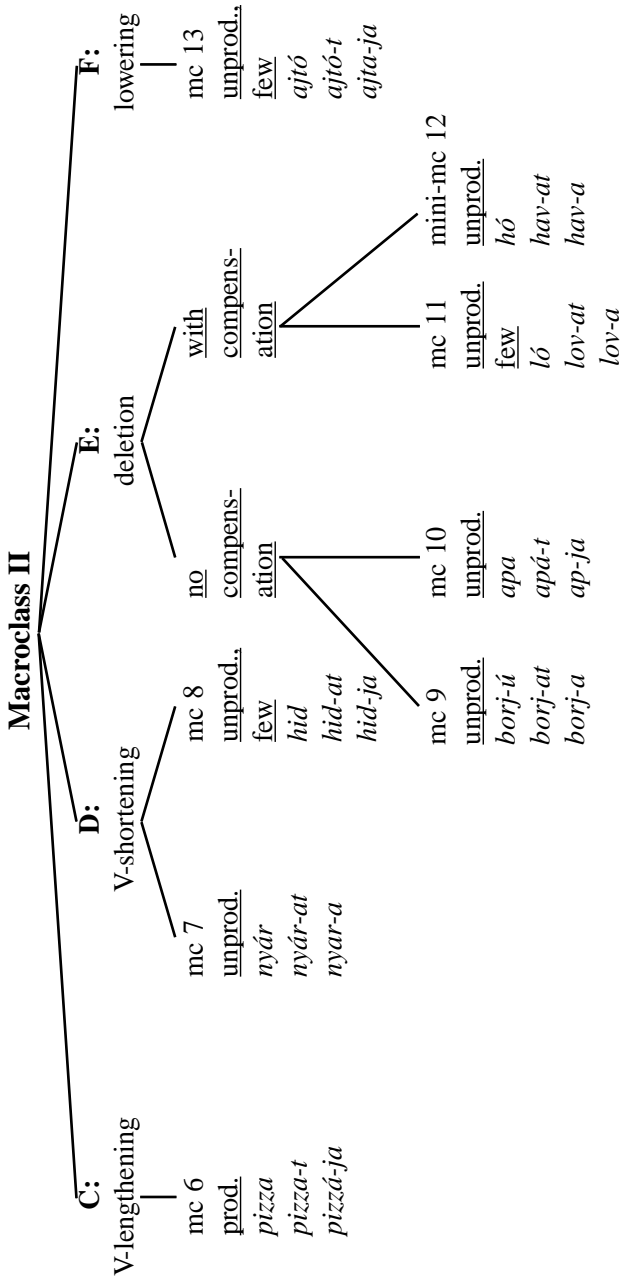 Macroclass II
C:
V-lengthening
mc 6
prod.
pizza
pizza-t
pizzá-ja
D:
V-shortening
mc 7
unprod.
nyár
nyár-at
nyar-a
mc 8
unprod.,
few
hid
hid-at
hid-ja
E:
deletion
no
compens-
ation
mc 9
unprod.
borj-ú
borj-at
borj-a
mc 10
unprod.
apa
apá-t
ap-ja
with
compens-
ation
mc 11
unprod.
few
ló
lov-at
lov-a
mini-mc 12
unprod.
hó
hav-at
hav-a
F:
lowering
mc 13
unprod.,
few
ajtó
ajtó-t
ajta-ja